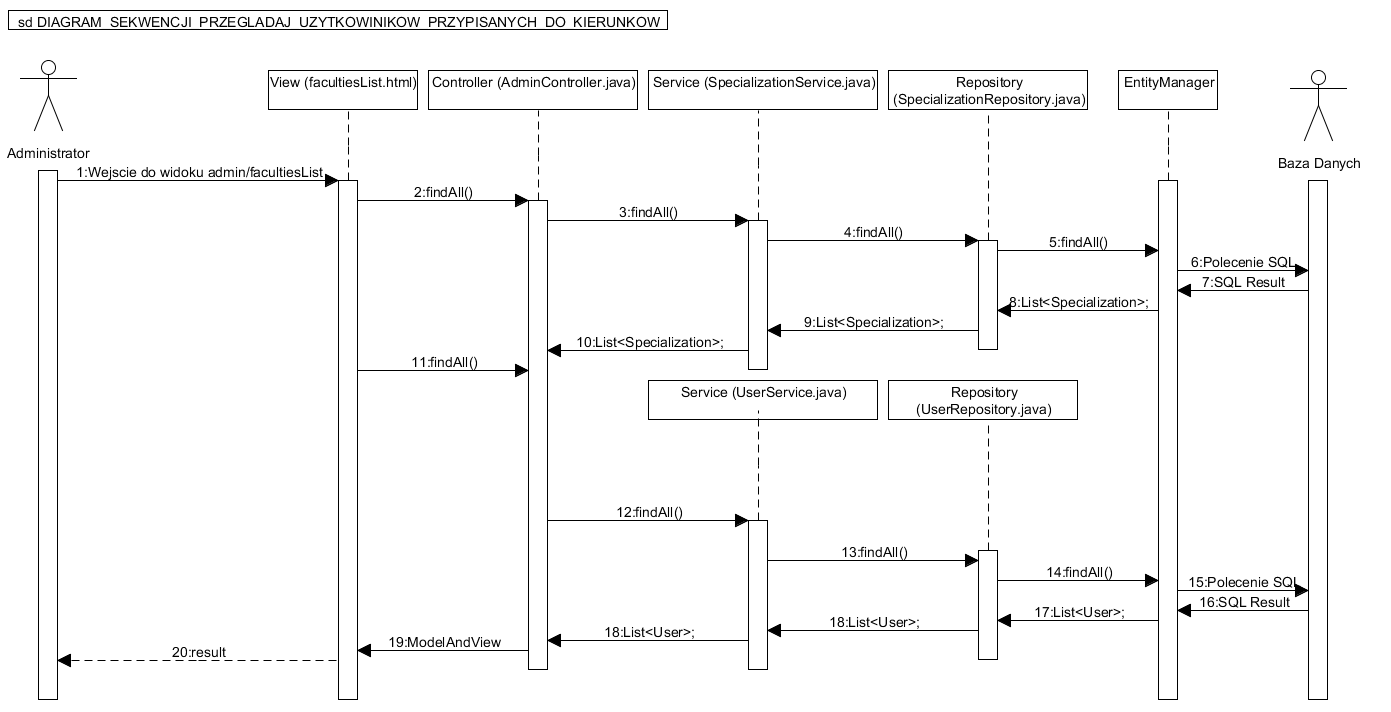 sd DIAGRAM_SEKWENCJI_PRZEGLADAJ_UZYTKOWINIKOW_PRZYPISANYCH_DO_KIERUNKOW
View (facultiesList.html)
Controller (AdminController.java)
Service (SpecializationService.java)
Repository
(SpecializationRepository.java)
EntityManager
Administrator
Baza Danych
1:Wejscie do widoku admin/facultiesList
2:findAll()
3:findAll()
4:findAll()
5:findAll()
6:Polecenie SQL
7:SQL Result
8:List<Specialization>;
9:List<Specialization>;
10:List<Specialization>;
11:findAll()
Service (UserService.java)
Repository
(UserRepository.java)
12:findAll()
13:findAll()
14:findAll()
15:Polecenie SQL
16:SQL Result
17:List<User>;
18:List<User>;
18:List<User>;
19:ModelAndView
20:result